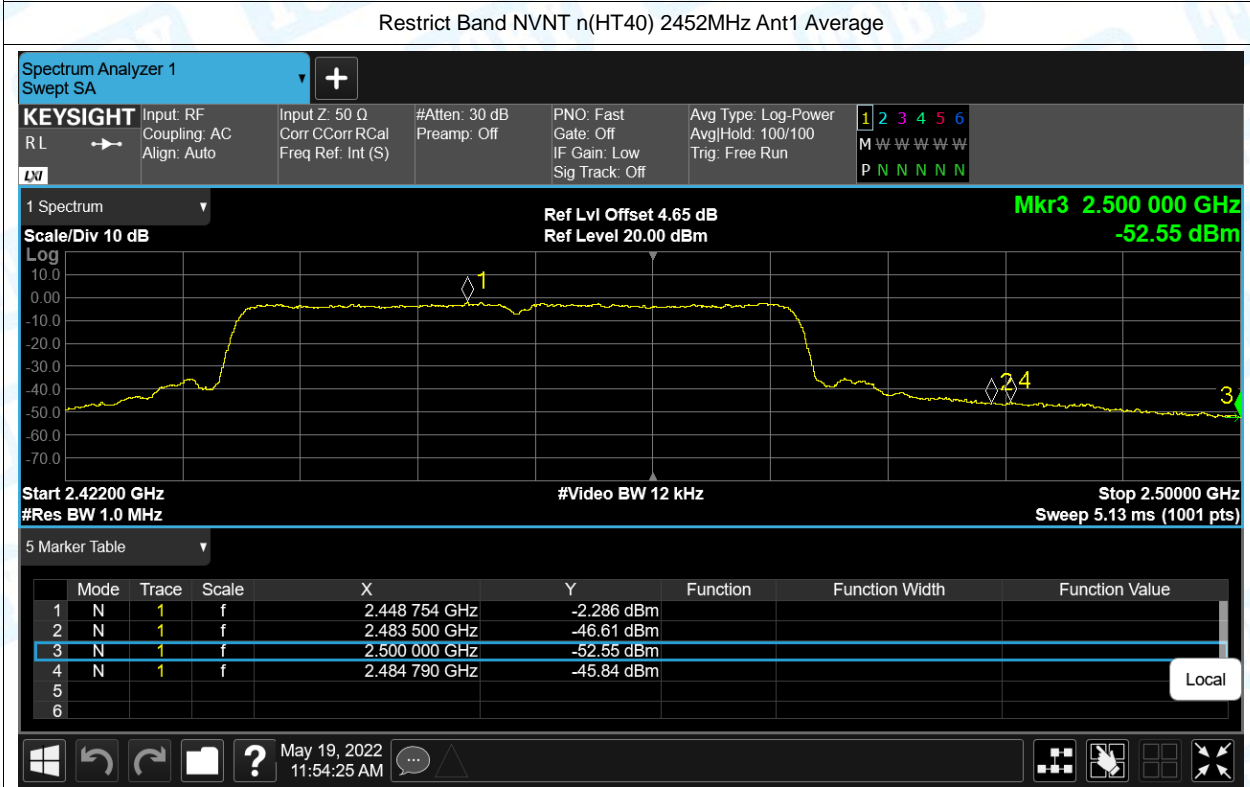 Restrict Band NVNT n(HT40) 2452MHz Ant1 Average
Spectrum Analyzer 1
Swept SA
KEYSIGHT Input: RF Input Z: 50 Ω #Atten: 30 dB PNO: Fast Avg Type: Log-Power 1 2 3 4 5 6
RL Coupling: AC Corr CCorr RCal Preamp: Off Gate: Off Avg|Hold: 100/100 M W W W W W
Align: Auto Freq Ref: Int (S) IF Gain: Low Trig: Free Run
LXI Sig Track: Off P N N N N N
1 Spectrum Ref Lvl Offset 4.65 dB Mkr3 2.500 000 GHz
Scale/Div 10 dB Ref Level 20.00 dBm -52.55 dBm
Log
10.0
1
0.00
-10.0
-20.0
-30.0
-40.0 2 4
3
-50.0
-60.0
-70.0
Start 2.42200 GHz #Video BW 12 kHz Stop 2.50000 GHz
#Res BW 1.0 MHz Sweep 5.13 ms (1001 pts)
5 Marker Table
Mode Trace Scale X Y Function Function Width Function Value
1 N 1 f 2.448 754 GHz -2.286 dBm
2 N 1 f 2.483 500 GHz -46.61 dBm
3 N 1 f 2.500 000 GHz -52.55 dBm
4 N 1 f 2.484 790 GHz -45.84 dBm
5
6
Local
? May 19, 2022
11:54:25 AM